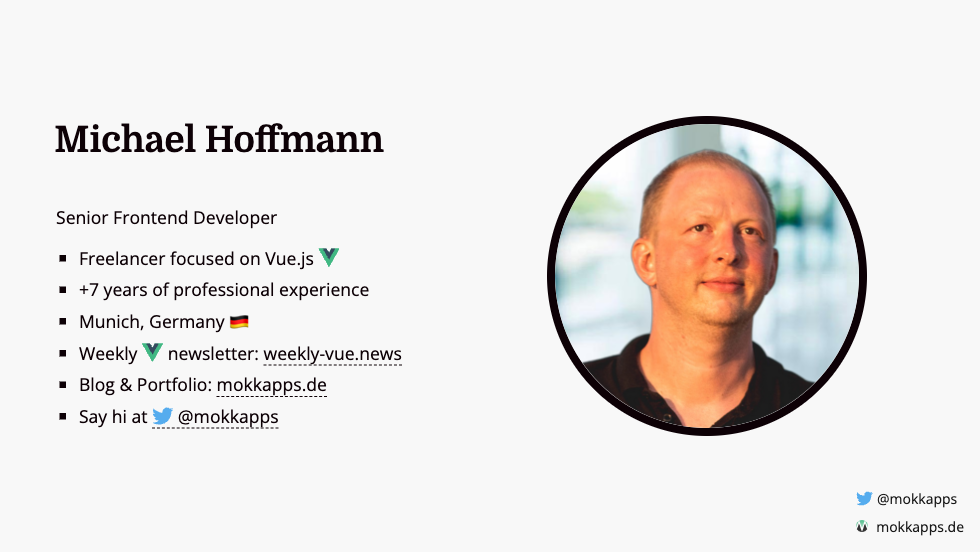 Michael Hoffmann
Senior Frontend Developer
Freelancer focused on Vue.js
+7 years of professional experience
Munich, Germany 🇩🇪
Weekly newsletter: weekly-vue.news
Blog & Portfolio: mokkapps.de
Say hi at @mokkapps
@mokkapps
mokkapps.de